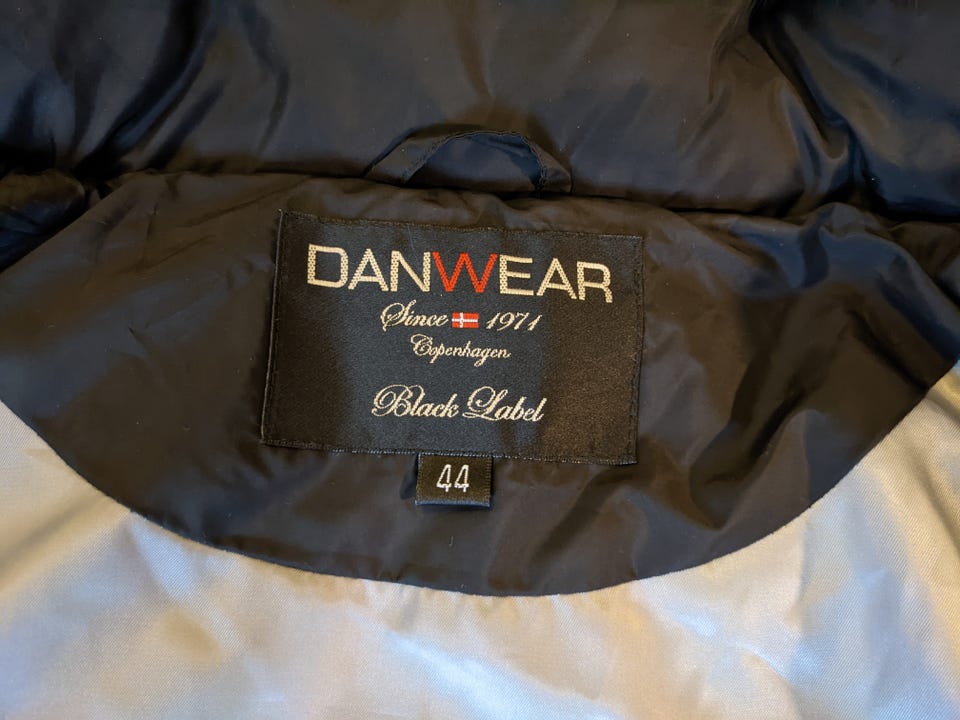 DANWEAR
Since 1971
Copenhagen
Black Label
44